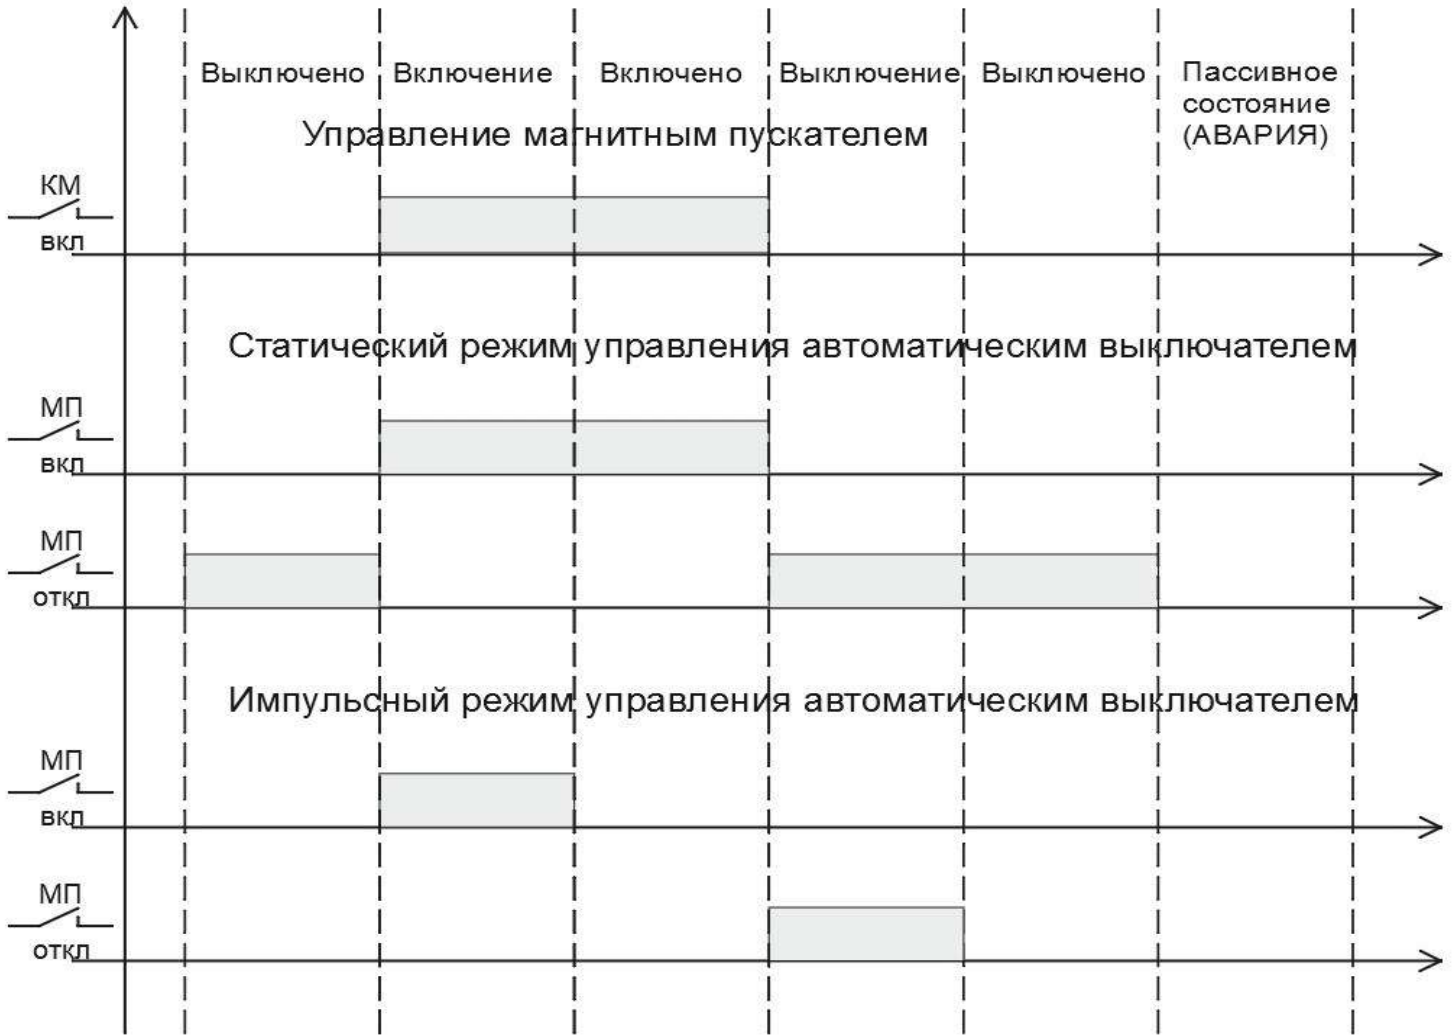 Выключено Включение Включено Выключение Выключено Пассивное
состояние
(АВАРИЯ)
Управление магнитным пускателем
КМ
вкл
Статический режим управления автоматическим выключателем
МП
вкл
МП
откл
Импульсный режим управления автоматическим выключателем
МП
вкл
МП
откл